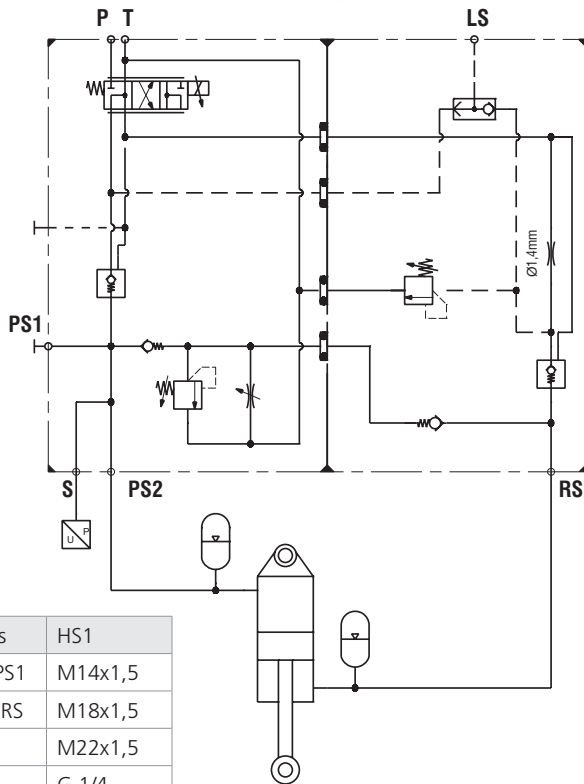 P T
LS
Ø1,4mm
PS1
S
PS2
RS
U P
s HS1
PS1 M14x1,5
RS M18x1,5
M22x1,5
G 1/4